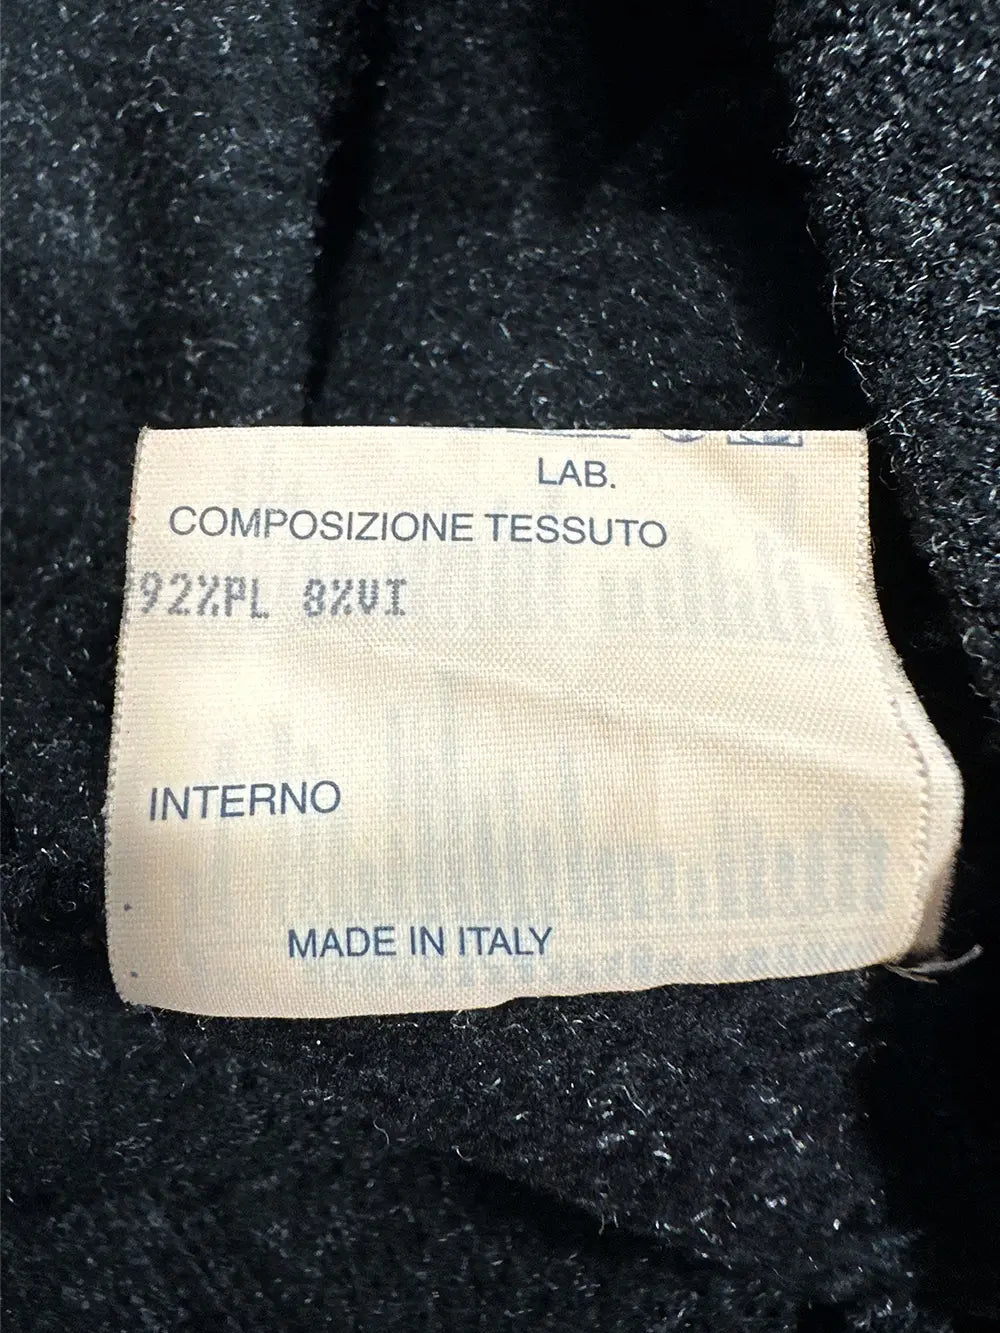 LAB.
COMPOSIZIONE TESSUTO
92%PL 8%VI
INTERNO
MADE IN ITALY